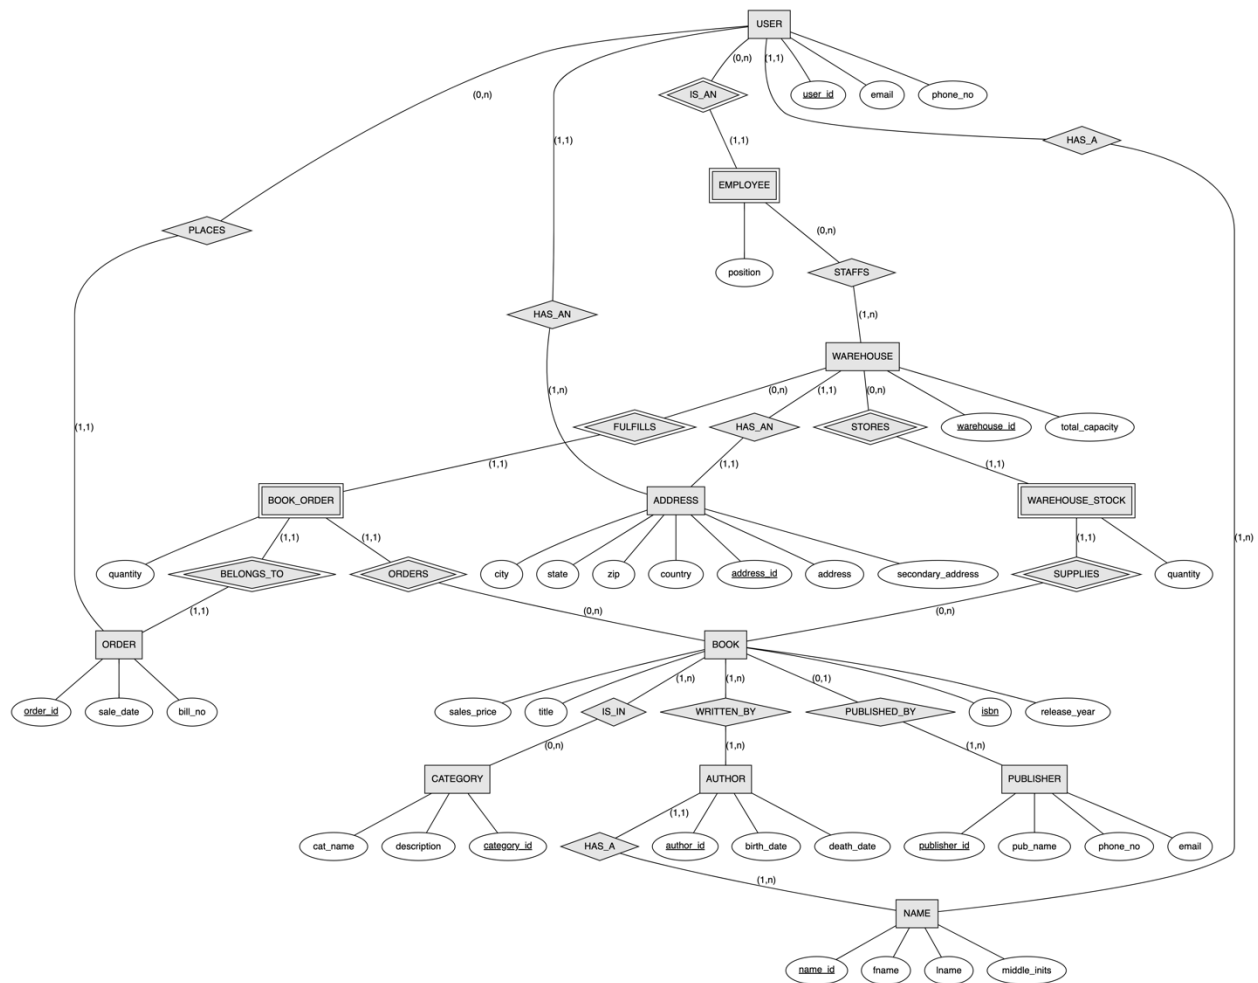 USER
(0,n)
(1,1)
(0,n)
IS_AN
user_id
email
phone_no
(1,1)
(1,1)
HAS_A
EMPLOYEE
PLACES
(0,n)
position
STAFFS
HAS_AN
(1,n)
WAREHOUSE
(1,n)
(0,n)
(1,1)
(0,n)
(1,1)
FULFILLS
HAS_AN
STORES
warehouse_id
total_capacity
(1,1)
(1,1)
(1,1)
BOOK_ORDER
ADDRESS
WAREHOUSE_STOCK
(1,1)
(1,1)
(1,1)
(1,n)
quantity
BELONGS_TO
ORDERS
city
state
zip
country
address_id
address
secondary_address
SUPPLIES
quantity
(1,1)
(0,n)
(0,n)
ORDER
BOOK
(1,n)
(1,n)
(0,1)
order_id
sale_date
bill_no
sales_price
title
IS_IN
WRITTEN_BY
PUBLISHED_BY
isbn
release_year
(0,n)
(1,n)
(1,n)
CATEGORY
AUTHOR
PUBLISHER
(1,1)
cat_name
description
category_id
HAS_A
author_id
birth_date
death_date
publisher_id
pub_name
phone_no
email
(1,n)
NAME
name_id
fname
lname
middle_inits